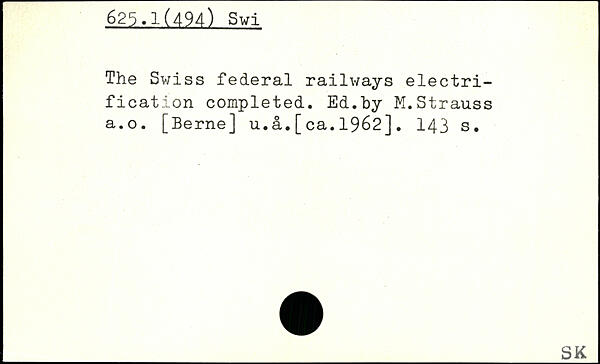 625.1(494) Swi
The Swiss federal railways electri-
fication completed. Ed.by M.Strauss
a.o. [Berne] u.å.[ca.1962]. 143 s.
SK